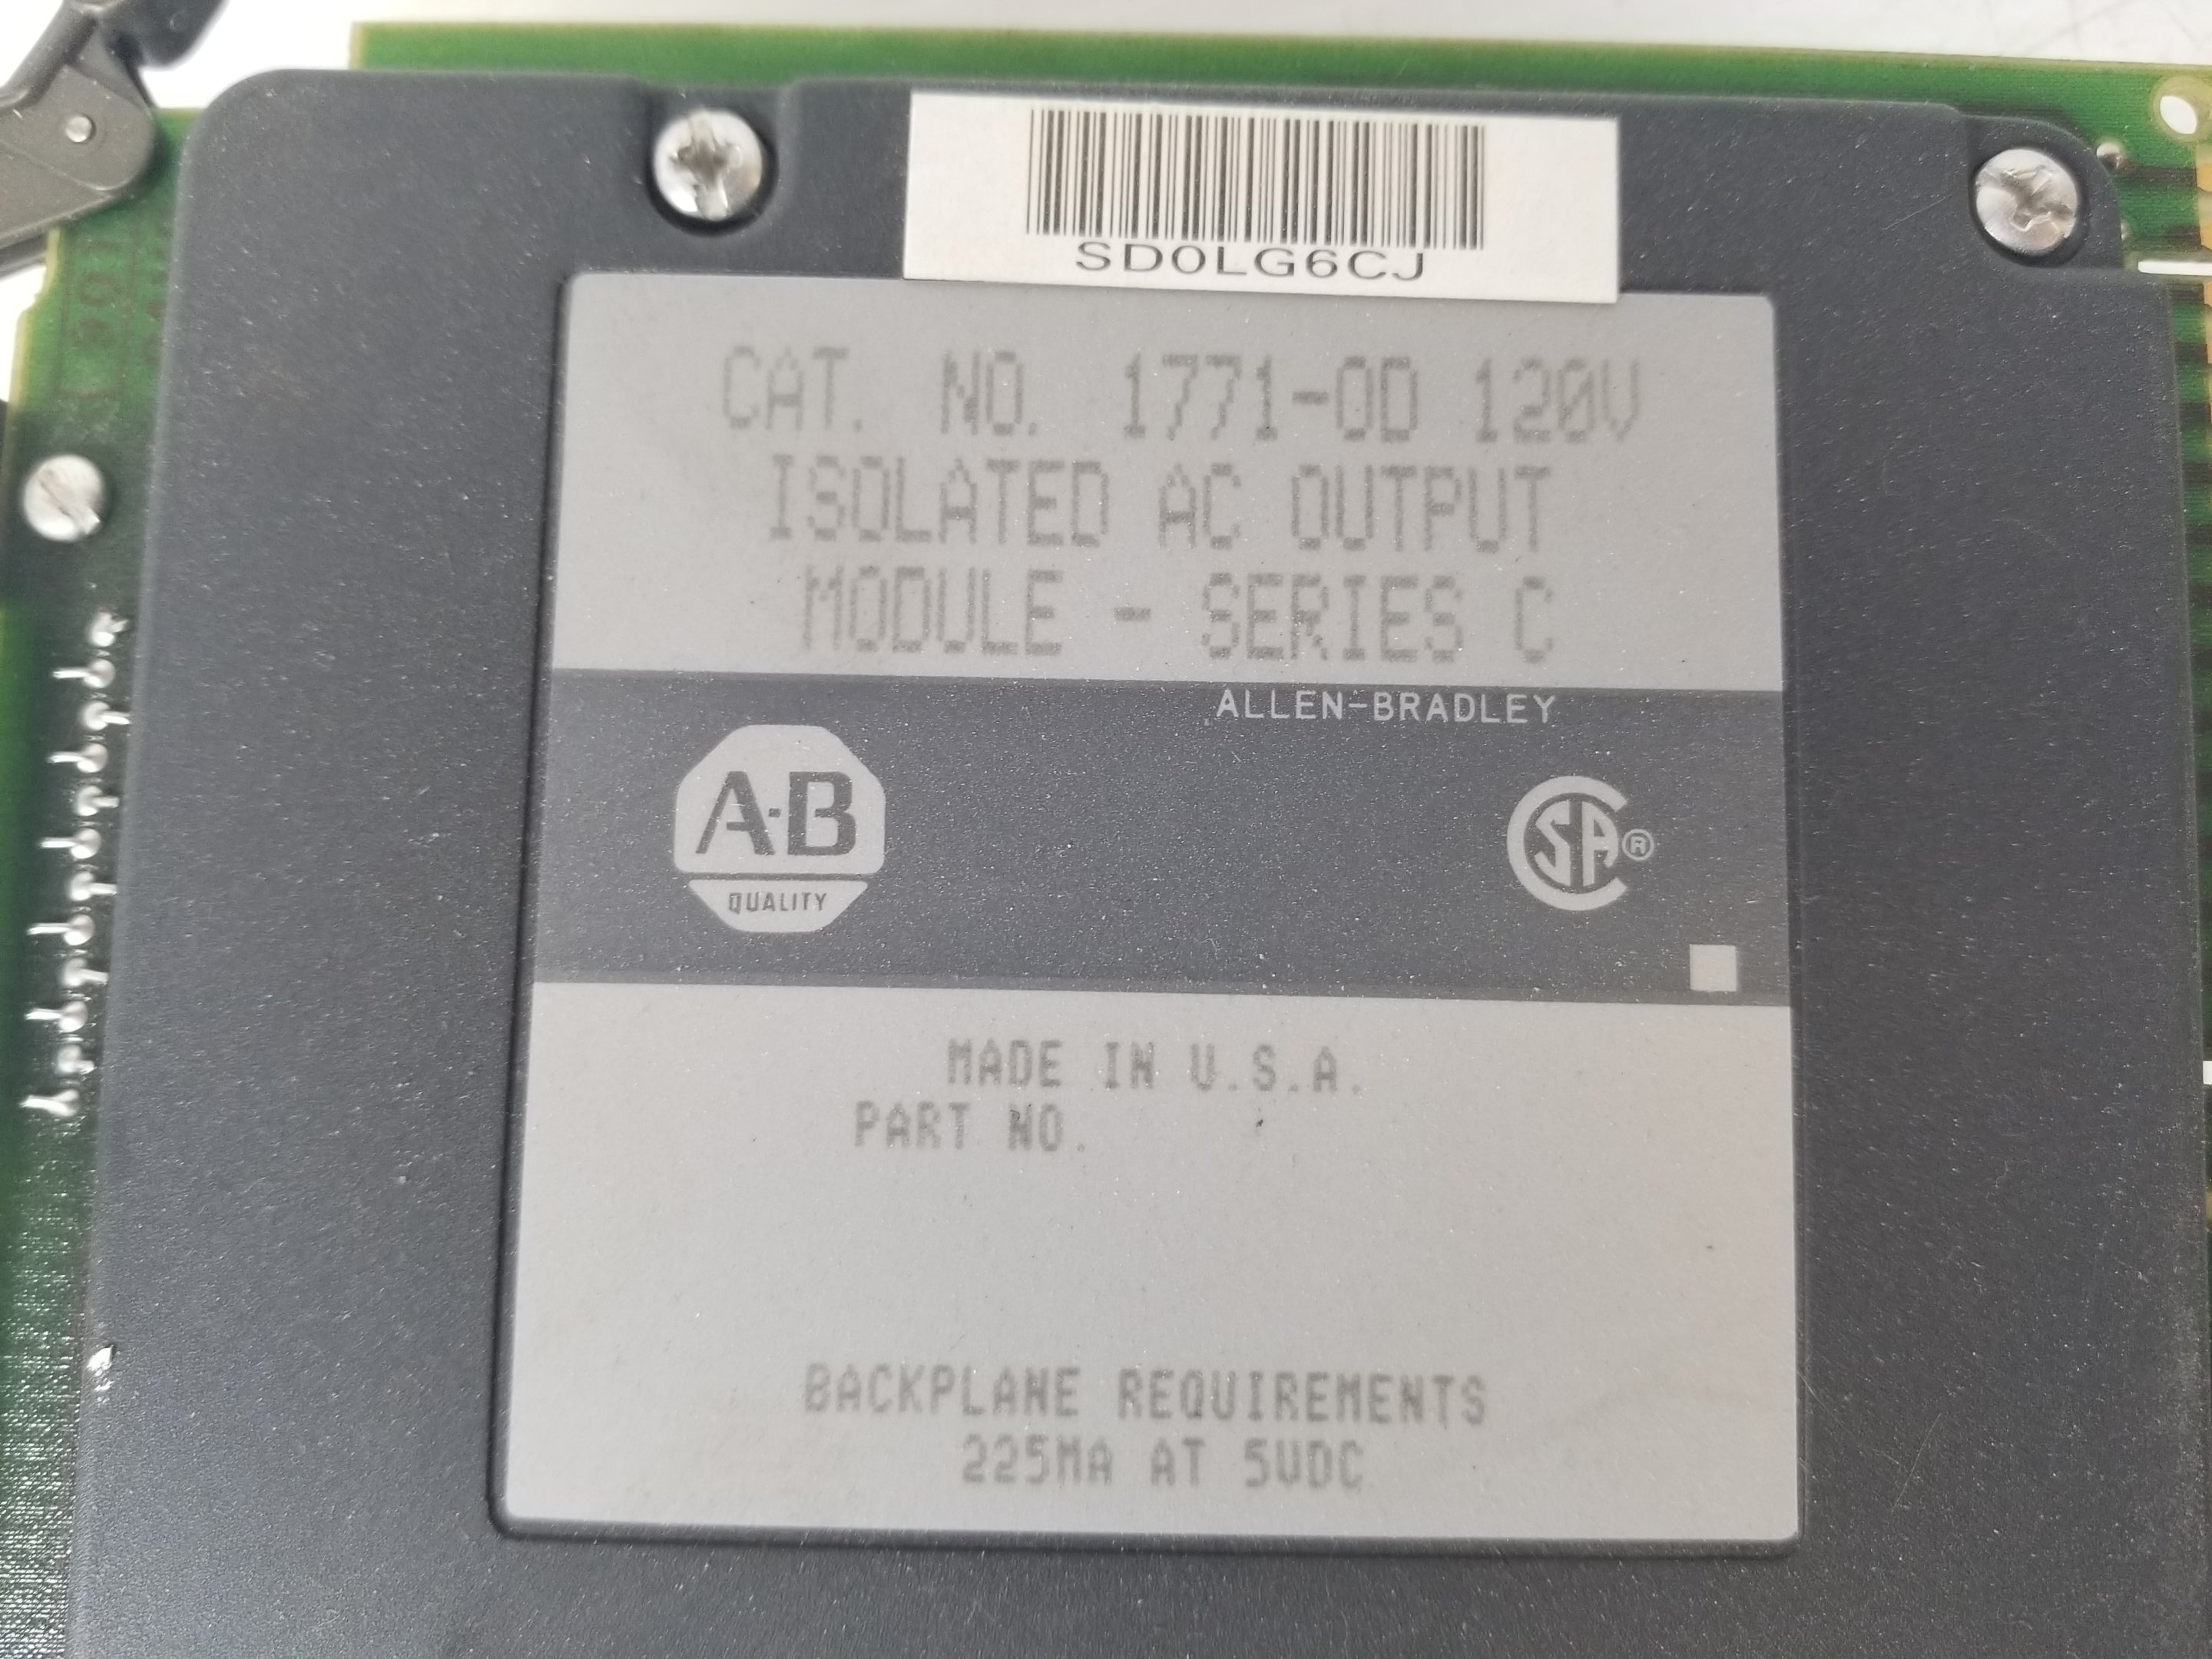 SD0LG6CJ
CAT. NO. 1771-OD 120V
ISOLATED AC OUTPUT
MODULE - SERIES C
ALLEN-BRADLEY
A-B
QUALITY
CSA®
MADE IN U.S.A.
PART NO.
BACKPLANE REQUIREMENTS
225MA AT 5VDC